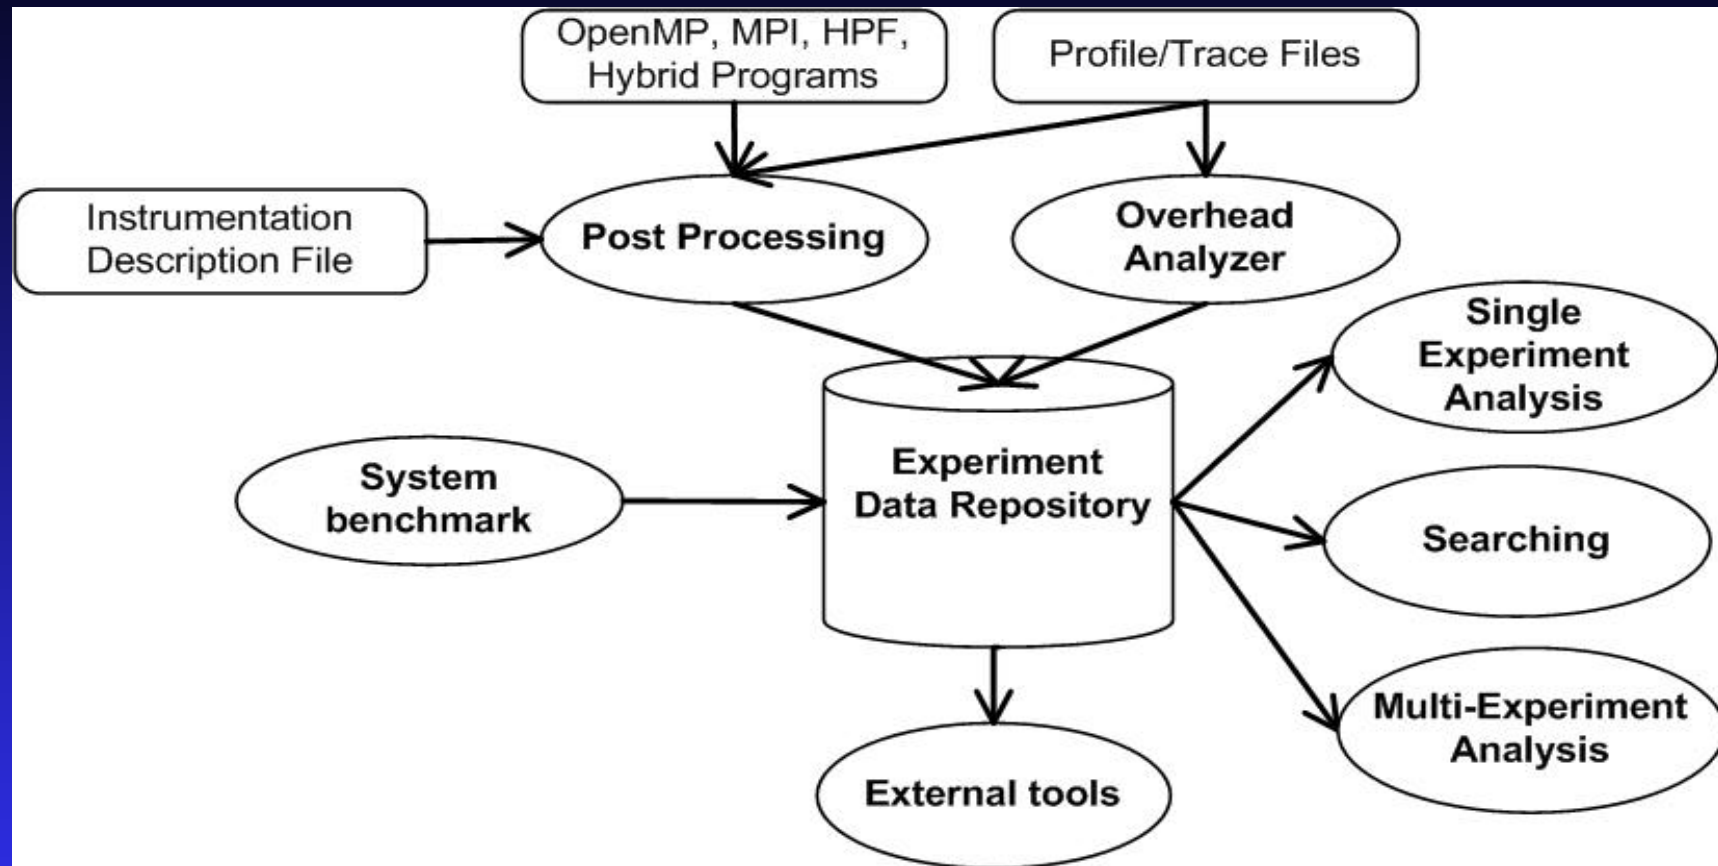 OpenMP, MPI, HPF,
Hybrid Programs
Profile/Trace Files
Instrumentation
Description File
Post Processing
Overhead
Analyzer
Single
Experiment
Analysis
System
benchmark
Experiment
Data Repository
Searching
Multi-Experiment
Analysis
External tools